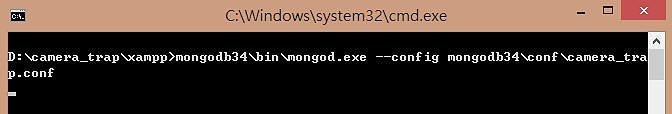 C:\Windows\system32\cmd.exe
D:\camera_trap\xampp>mongodb34\bin\mongod.exe --config mongodb34\conf\camera_tra
p.conf